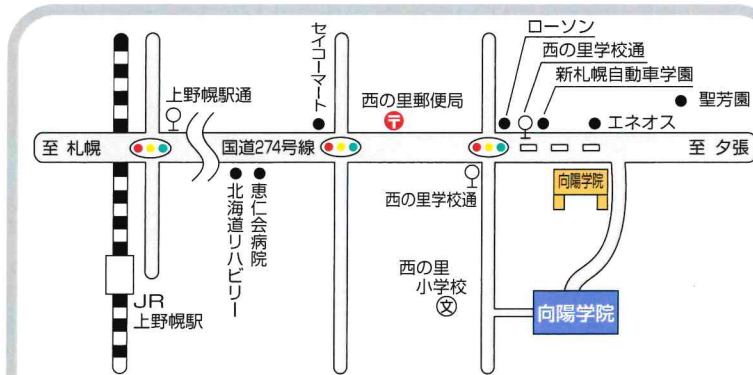 ローソン
西の里学校通
新札幌自動車学園
聖芳園
セイコーマート
上野幌駅通
西の里郵便局
エネオス
至 札幌
国道274号線
至 夕張
北海道リハビリー
恵仁会病院
西の里学校通
向陽学院
西の里
小学校
文
JR
上野幌駅
向陽学院